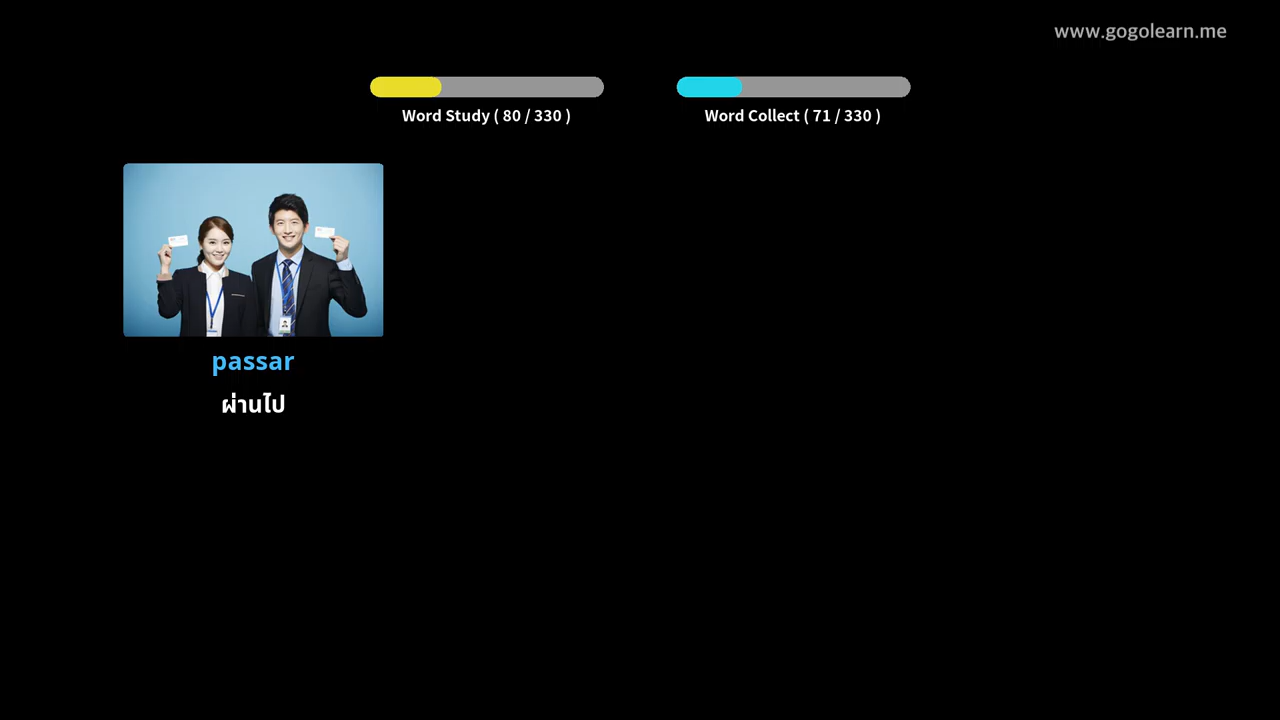 www.gogolearn.me
Word Study ( 80 / 330 )
Word Collect ( 71 / 330 )
passar
ผ่านไป